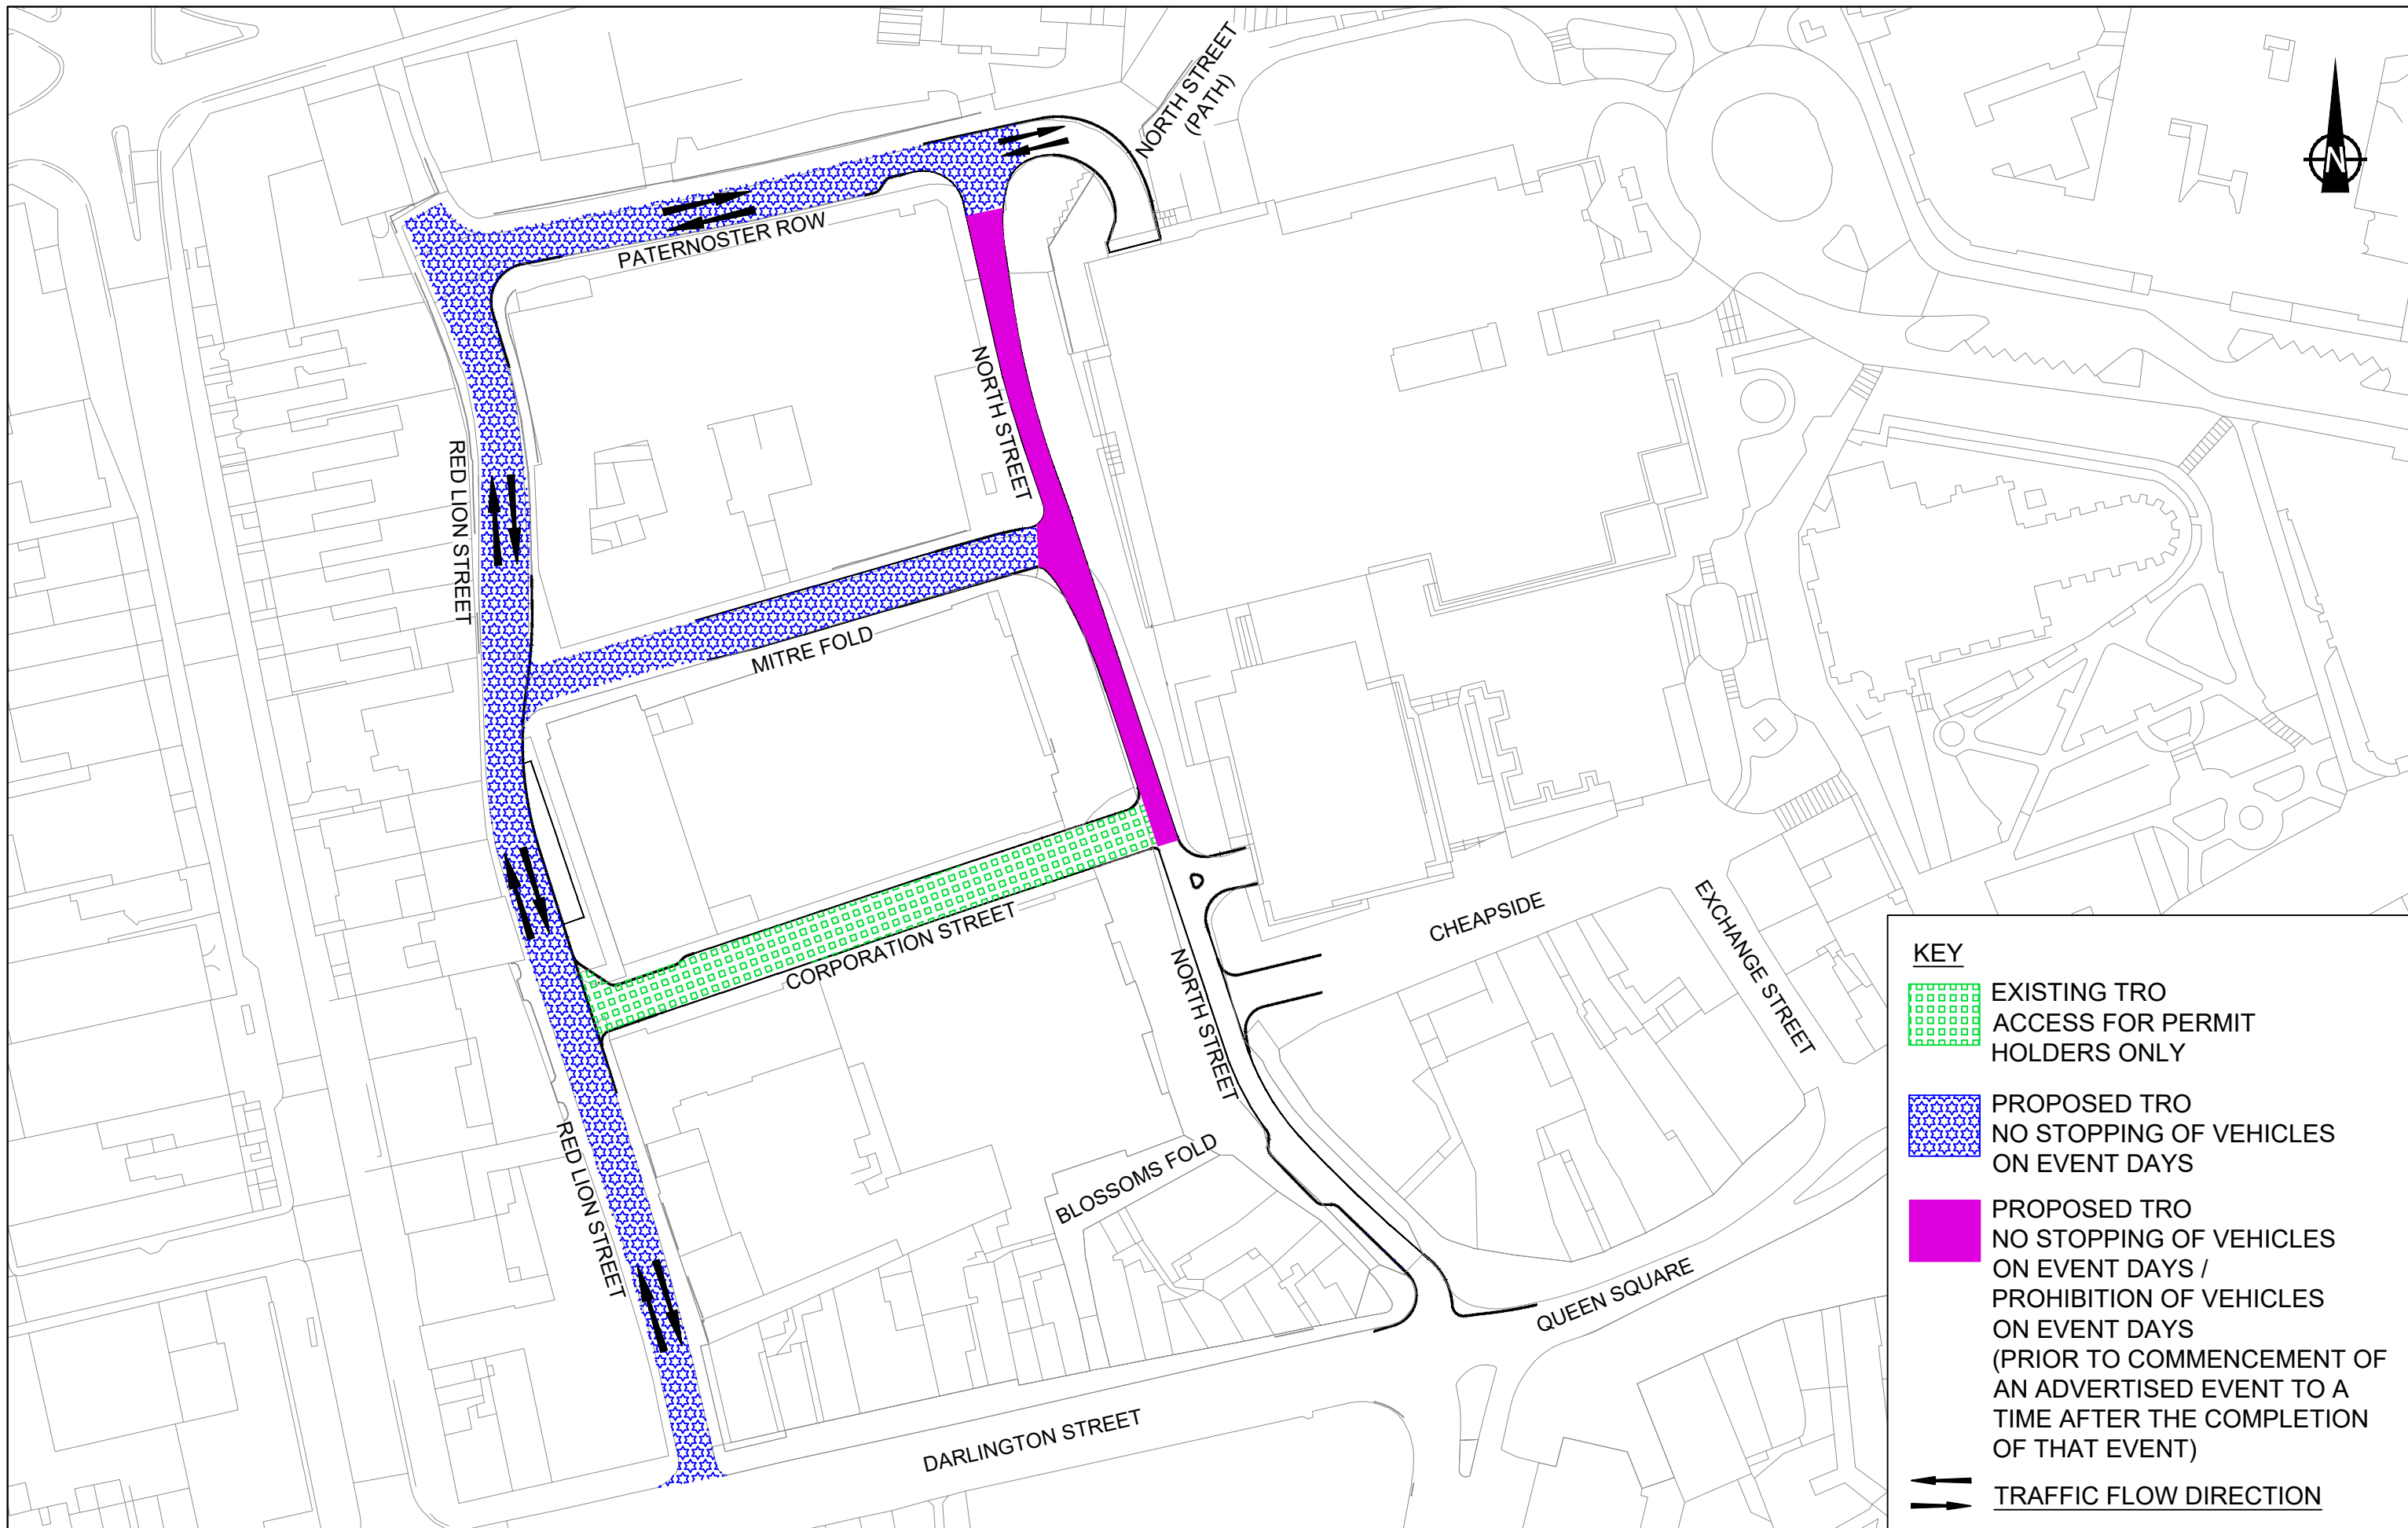 NORTH STREET
(PATH)
N
PATERNOSTER ROW
NORTH STREET
RED LION STREET
MITRE FOLD
CORPORATION STREET
CHEAPSIDE
EXCHANGE STREET
NORTH STREET
RED LION STREET
BLOSSOMS FOLD
QUEEN SQUARE
DARLINGTON STREET
KEY
EXISTING TRO
ACCESS FOR PERMIT
HOLDERS ONLY
PROPOSED TRO
NO STOPPING OF VEHICLES
ON EVENT DAYS
PROPOSED TRO
NO STOPPING OF VEHICLES
ON EVENT DAYS /
PROHIBITION OF VEHICLES
ON EVENT DAYS
(PRIOR TO COMMENCEMENT OF
AN ADVERTISED EVENT TO A
TIME AFTER THE COMPLETION
OF THAT EVENT)
TRAFFIC FLOW DIRECTION